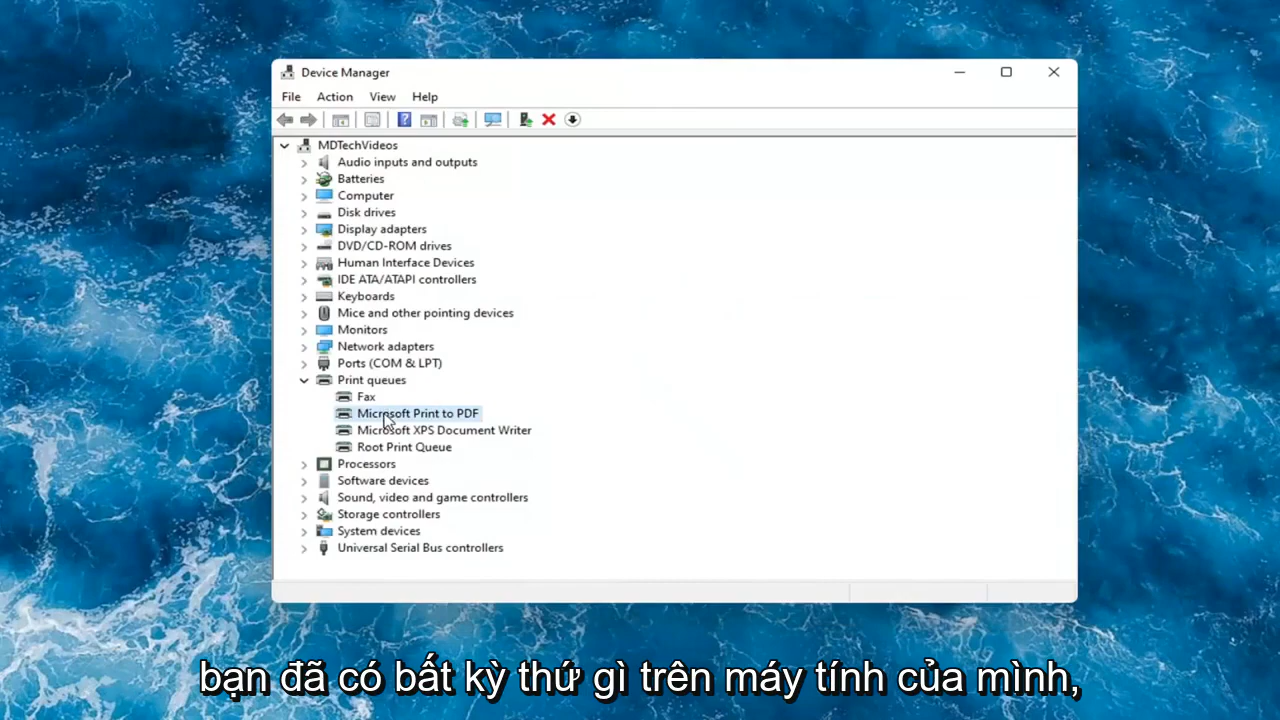 Device Manager
File Action View Help
MDTechVideos
Audio inputs and outputs
Batteries
Computer
Disk drives
Display adapters
DVD/CD-ROM drives
Human Interface Devices
IDE ATA/ATAPI controllers
Keyboards
Mice and other pointing devices
Monitors
Network adapters
Ports (COM & LPT)
Print queues
Fax
Microsoft Print to PDF
Microsoft XPS Document Writer
Root Print Queue
Processors
Software devices
Sound, video and game controllers
Storage controllers
System devices
Universal Serial Bus controllers
bạn đã có bất kỳ thứ gì trên máy tính của mình,